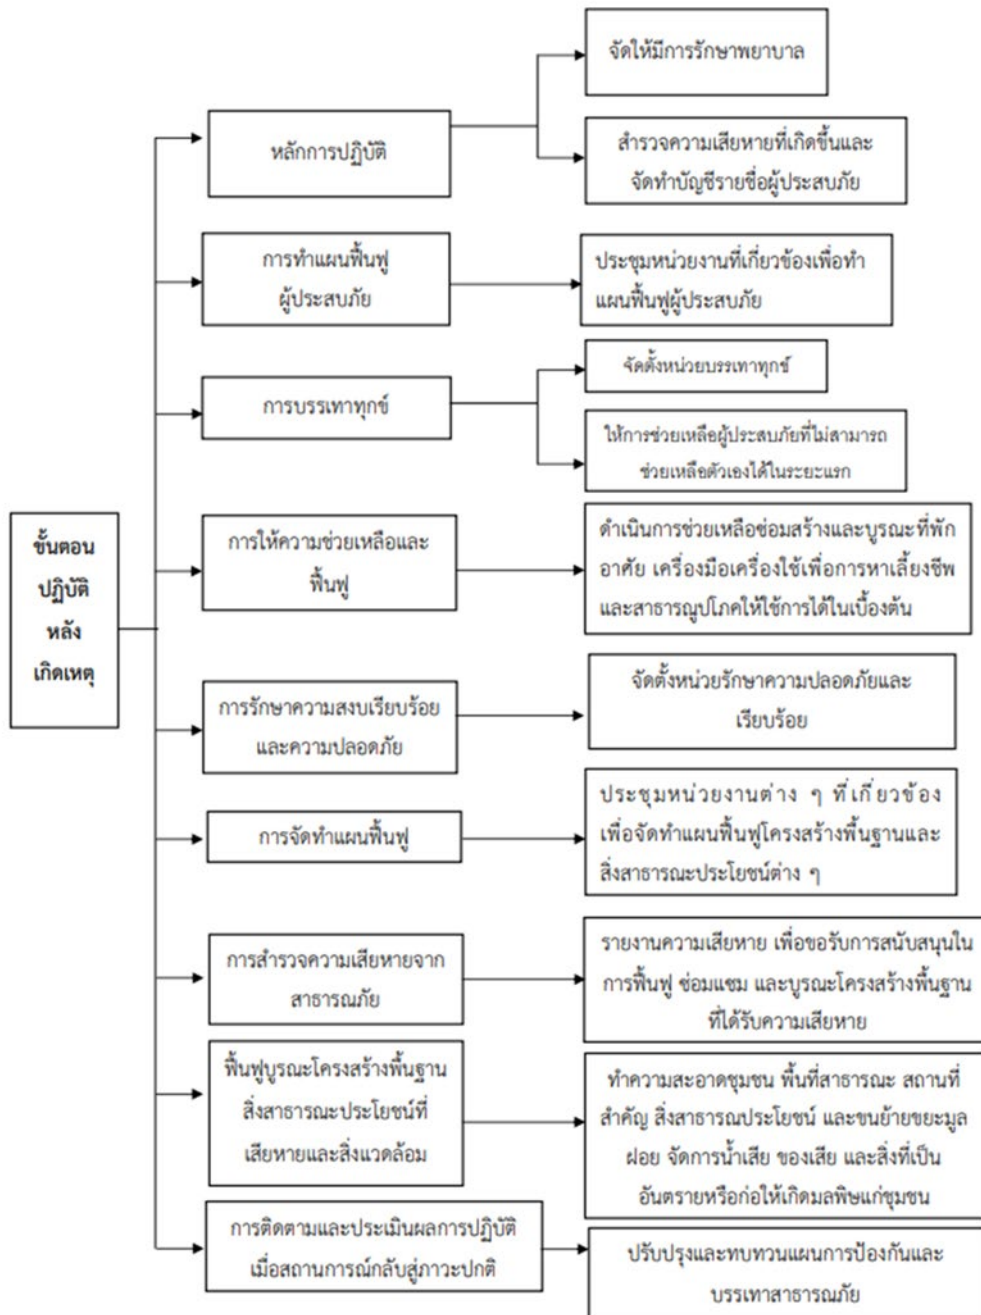 จัดให้มีการรักษาพยาบาล
หลักการปฏิบัติ
สำรวจความเสียหายที่เกิดขึ้นและ
จัดทำบัญชีรายชื่อผู้ประสบภัย
การทำแผนฟื้นฟู
ผู้ประสบภัย
ประชุมหน่วยงานที่เกี่ยวข้องเพื่อทำ
แผนฟื้นฟูผู้ประสบภัย
การบรรเทาทุกข์
จัดตั้งหน่วยบรรเทาทุกข์
ให้การช่วยเหลือผู้ประสบภัยที่ไม่สามารถ
ช่วยเหลือตัวเองได้ในระยะแรก
ขั้นตอน
ปฏิบัติ
หลัง
เกิดเหตุ
การให้ความช่วยเหลือและ
ฟื้นฟู
ดำเนินการช่วยเหลือซ่อมสร้างและบูรณะที่พัก
อาศัย เครื่องมือเครื่องใช้เพื่อการหาเลี้ยงชีพ
และสาธารณูปโภคให้ใช้การได้ในเบื้องต้น
การรักษาความสงบเรียบร้อย
และความปลอดภัย
จัดตั้งหน่วยรักษาความปลอดภัยและ
เรียบร้อย
การจัดทำแผนฟื้นฟู
ประชุมหน่วยงานต่าง ๆ ที่เกี่ยวข้อง
เพื่อจัดทำแผนฟื้นฟูโครงสร้างพื้นฐานและ
สิ่งสาธารณะประโยชน์ต่าง ๆ
การสำรวจความเสียหายจาก
สาธารณภัย
รายงานความเสียหาย เพื่อขอรับการสนับสนุนใน
การฟื้นฟู ซ่อมแซม และบูรณะโครงสร้างพื้นฐาน
ที่ได้รับความเสียหาย
ฟื้นฟูบูรณะโครงสร้างพื้นฐาน
สิ่งสาธารณะประโยชน์ที่
เสียหายและสิ่งแวดล้อม
ทำความสะอาดชุมชน พื้นที่สาธารณะ สถานที่
สำคัญ สิ่งสาธารณประโยชน์ และขนย้ายขยะมูล
ฝอย จัดการน้ำเสีย ของเสีย และสิ่งที่เป็น
อันตรายหรือก่อให้เกิดมลพิษแก่ชุมชน
การติดตามและประเมินผลการปฏิบัติ
เมื่อสถานการณ์กลับสู่ภาวะปกติ
ปรับปรุงและทบทวนแผนการป้องกันและ
บรรเทาสาธารณภัย